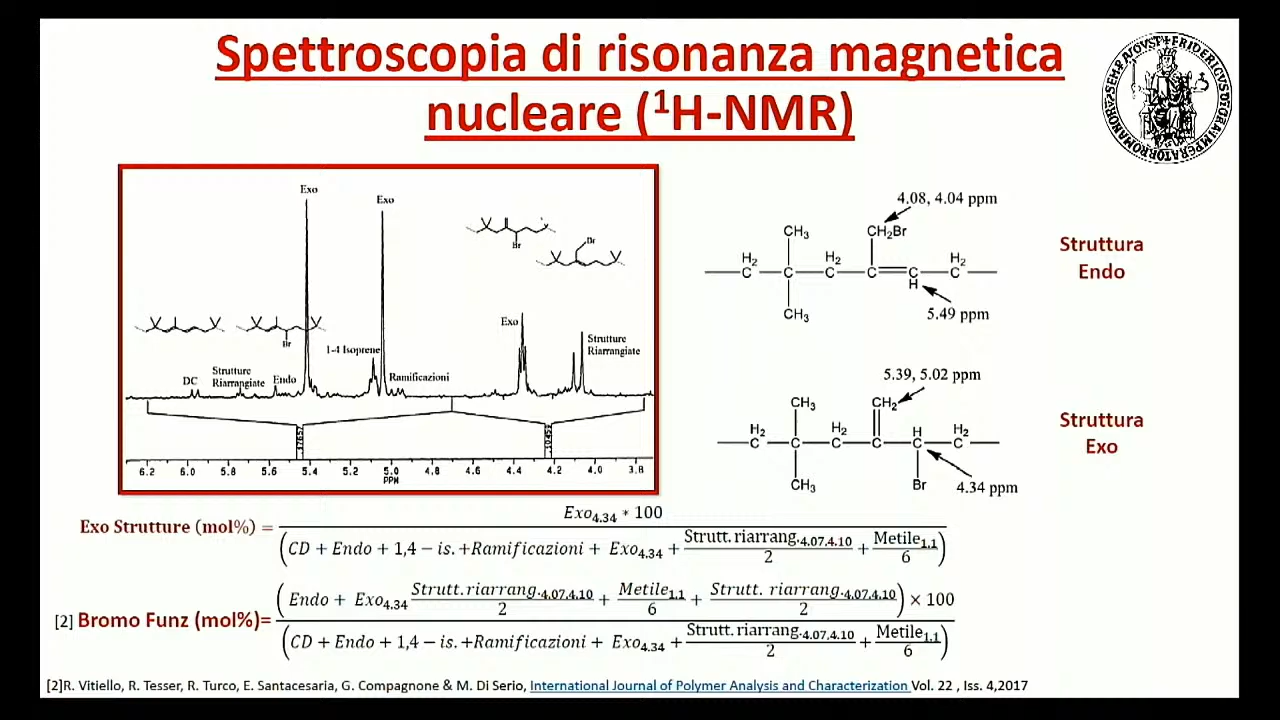 Spettroscopia di risonanza magnetica
nucleare (¹H-NMR)
Exo
Exo
Br
Br
Exo
Strutture
Riarrangiate
1-4 Isoprene
Br
DC
Strutture
Riarrangiate
Endo
Ramificazioni
6.2 6.0 5.8 5.6 5.4 5.2 5.0 4.8 4.6 4.4 4.2 4.0 3.8
PPM
4.08, 4.04 ppm
CH₃ CH₂Br
H₂ H₂ H₂
C C C C C C
H
CH₃
5.49 ppm
Struttura
Endo
5.39, 5.02 ppm
CH₃ CH₂
H₂ H₂ H H₂
C C C C C C
CH₃ Br
4.34 ppm
Struttura
Exo
Exo Strutture (mol%) = Exo₄.₃₄ * 100
(CD + Endo + 1,4 − is. +Ramificazioni + Exo₄.₃₄ + Strutt. riarrang.₄.₀₇,₄.₁₀ / 2 + Metile₁.₁ / 6)
[2] Bromo Funz (mol%)= (Endo + Exo₄.₃₄ Strutt. riarrang.₄.₀₇,₄.₁₀ / 2 + Metile₁.₁ / 6 + Strutt. riarrang.₄.₀₇,₄.₁₀ / 2) × 100
(CD + Endo + 1,4 − is. +Ramificazioni + Exo₄.₃₄ + Strutt. riarrang.₄.₀₇,₄.₁₀ / 2 + Metile₁.₁ / 6)
[2]R. Vitiello, R. Tesser, R. Turco, E. Santacesaria, G. Compagnone & M. Di Serio, International Journal of Polymer Analysis and Characterization Vol. 22 , Iss. 4,2017